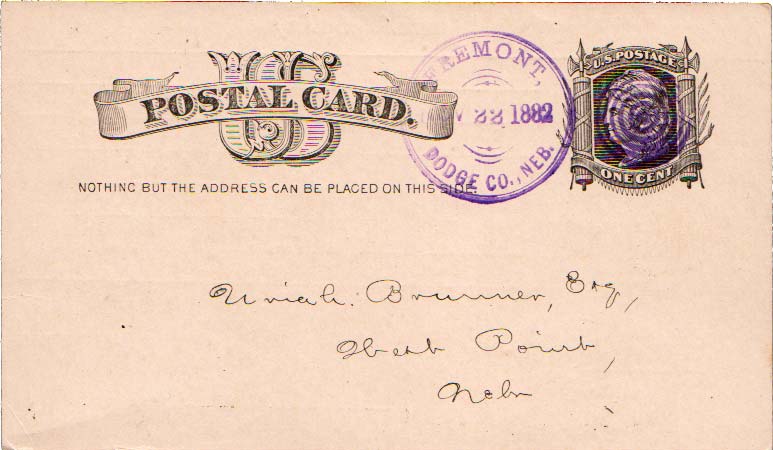 US
POSTAL CARD.
NOTHING BUT THE ADDRESS CAN BE PLACED ON THIS SIDE.
FREMONT,
22 1882
DODGE CO., NEB.
U.S. POSTAGE
ONE CENT
Uriah Brunner, Esq,
West Point,
Nebr